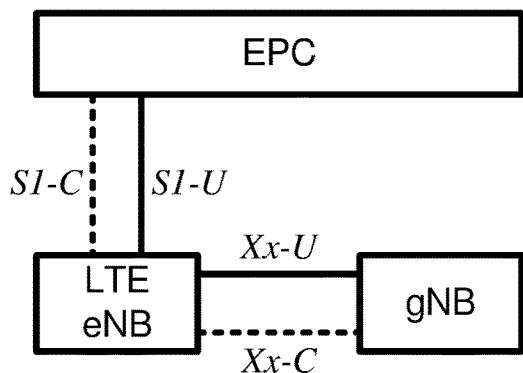 EPC
S1-C
S1-U
LTE
eNB
Xx-U
gNB
Xx-C